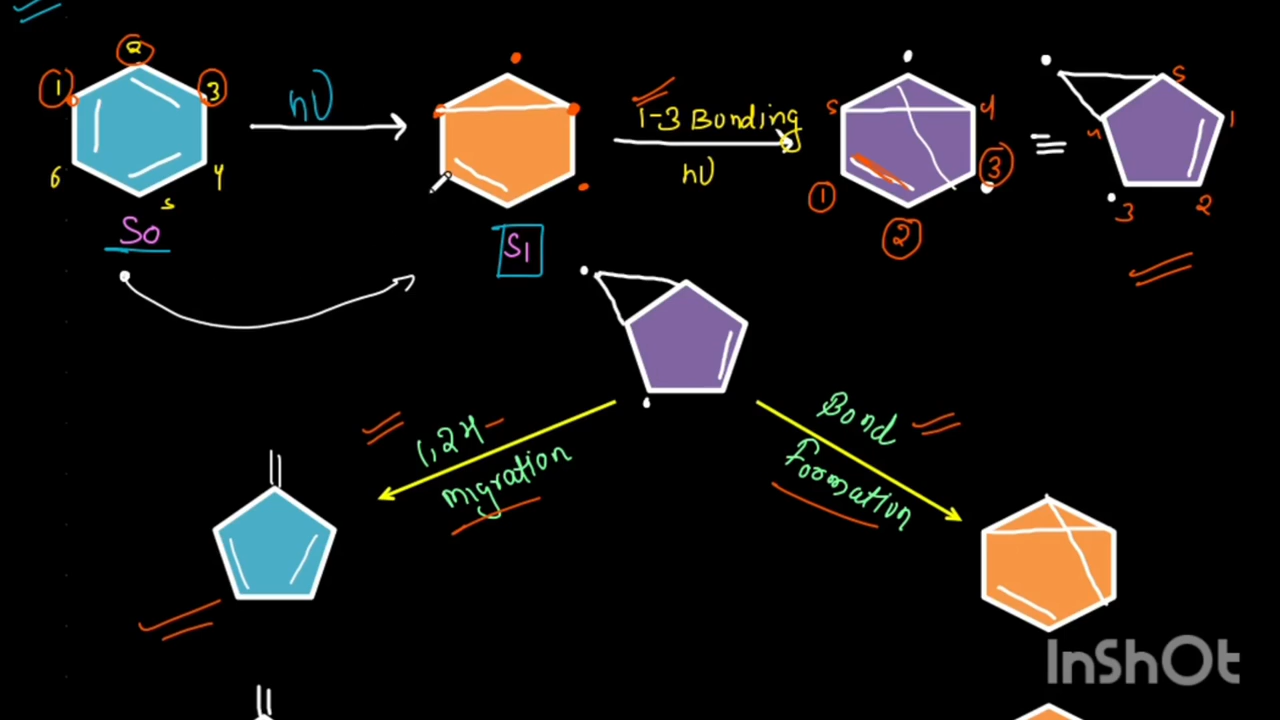 2
1
3
6
4
5
S0
hν
S1
1-3 Bonding
hν
5
4
3
1
2
=
5
4
1
3
2
1,2H
migration
Bond
Formation
InShOt